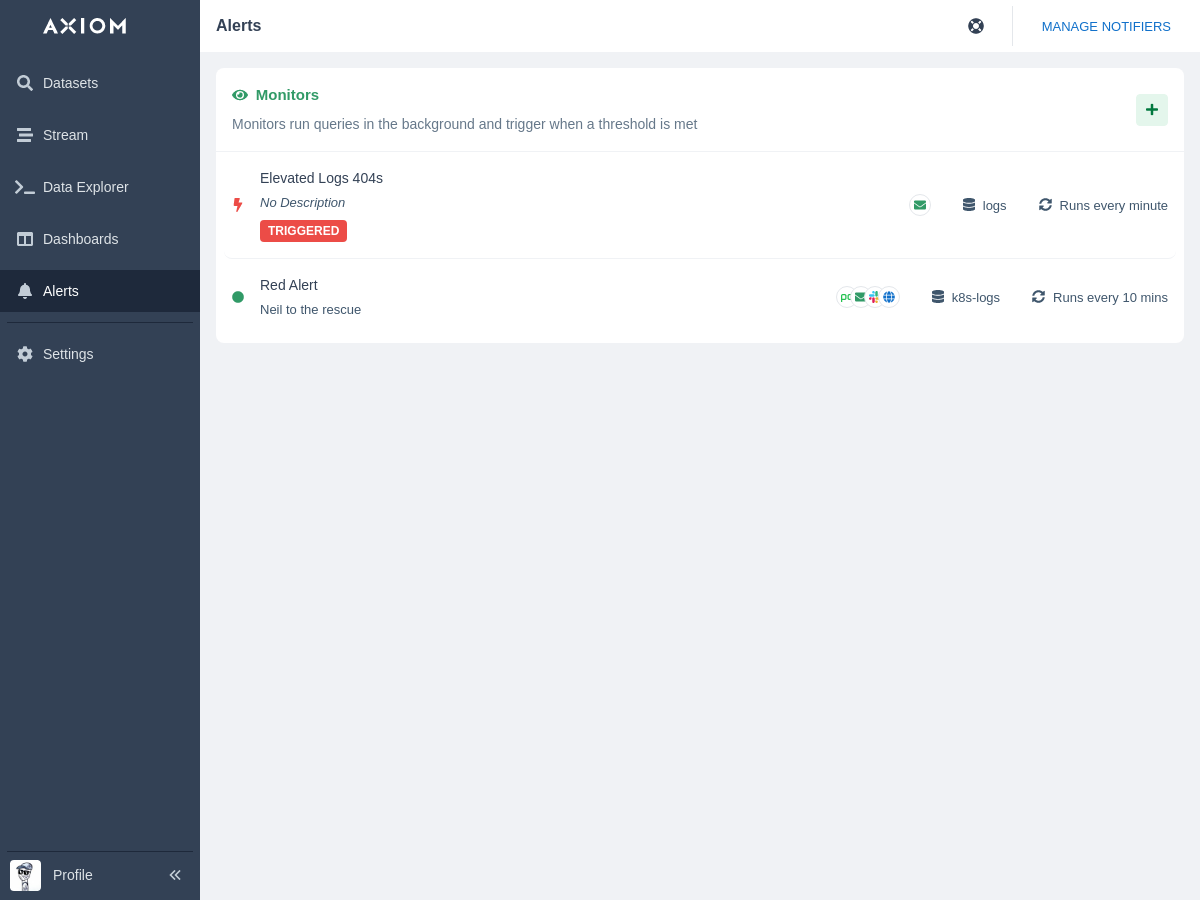 AXIOM
Alerts
MANAGE NOTIFIERS
Datasets
Stream
Data Explorer
Dashboards
Alerts
Settings
Profile
Monitors
Monitors run queries in the background and trigger when a threshold is met
Elevated Logs 404s
No Description
TRIGGERED
logs
Runs every minute
Red Alert
Neil to the rescue
pd
k8s-logs
Runs every 10 mins